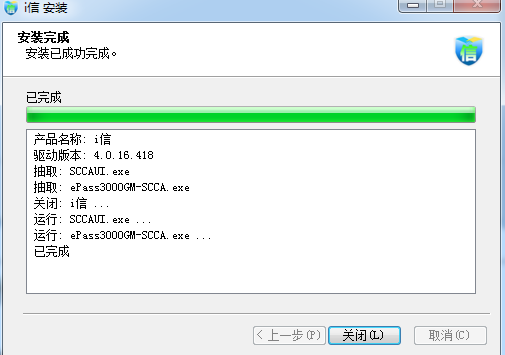 i信 安装
安装完成
安装已成功完成。
信
已完成
产品名称: i信
驱动版本: 4.0.16.418
抽取: SCCAUI.exe
抽取: ePass3000GM-SCCA.exe
关闭: i信 ...
运行: SCCAUI.exe ...
运行: ePass3000GM-SCCA.exe ...
已完成
< 上一步(P) 关闭(L) 取消(C)